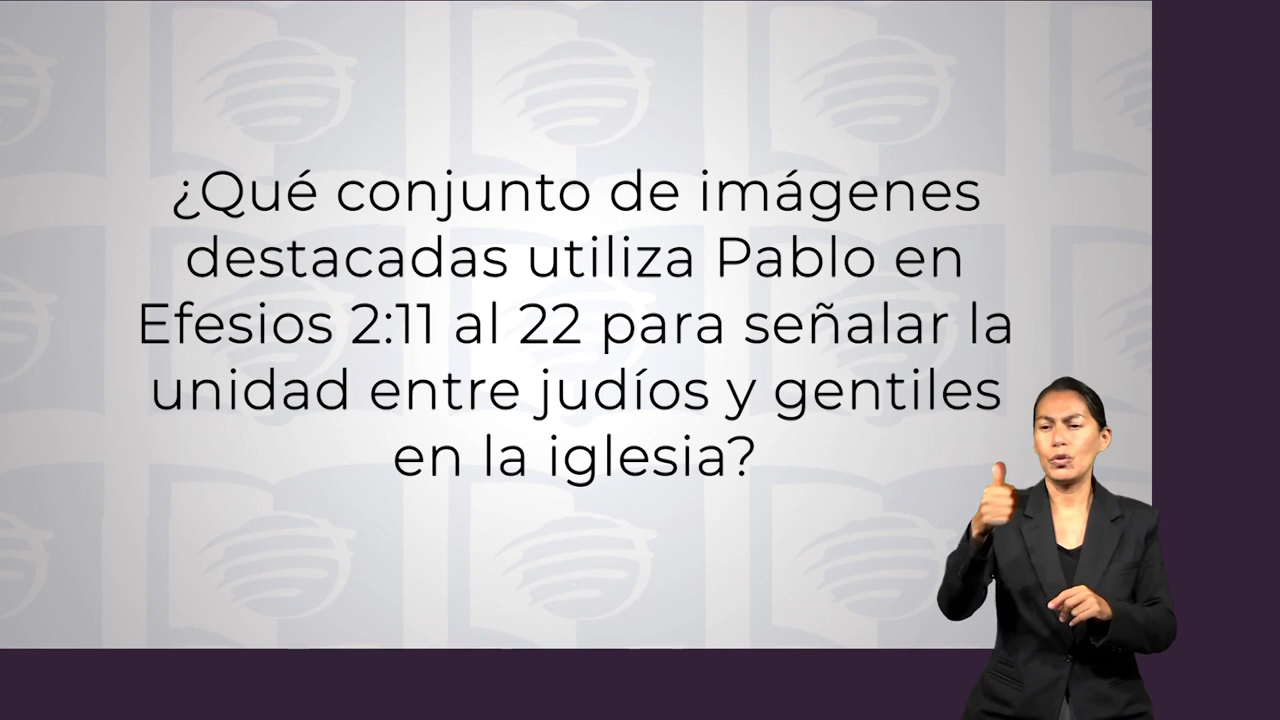 ¿Qué conjunto de imágenes
destacadas utiliza Pablo en
Efesios 2:11 al 22 para señalar la
unidad entre judíos y gentiles
en la iglesia?